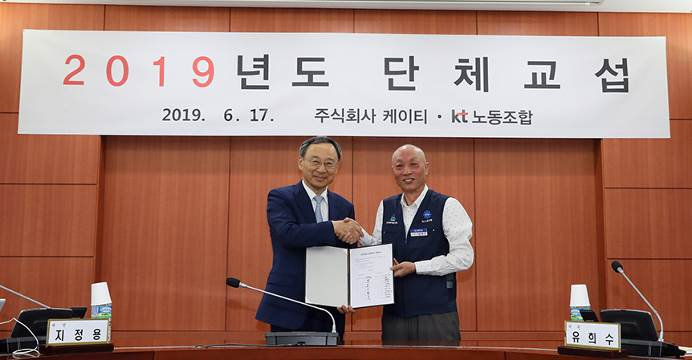 2019년도 단체교섭
2019. 6. 17. 주식회사 케이티 · kt 노동조합
지정용
유희수